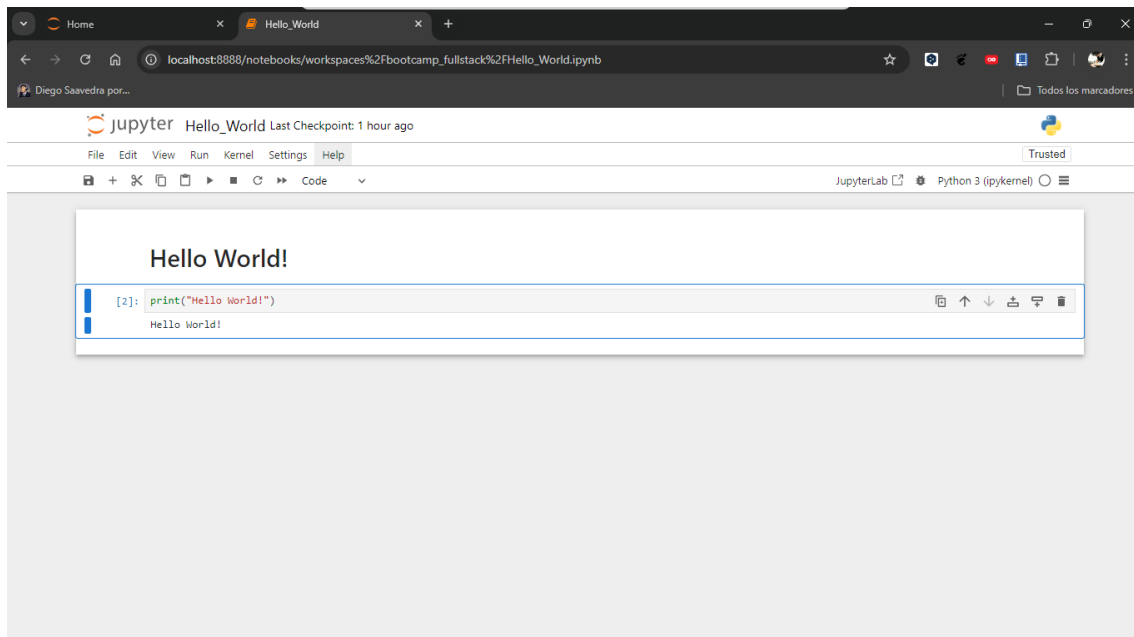 Home
Hello_World
localhost:8888/notebooks/workspaces%2Fbootcamp_fullstack%2FHello_World.ipynb
Diego Saavedra por...
Todos los marcadores
jupyter Hello_World Last Checkpoint: 1 hour ago
File Edit View Run Kernel Settings Help
Trusted
Code
JupyterLab
Python 3 (ipykernel)
Hello World!
[2]: print("Hello World!")
Hello World!